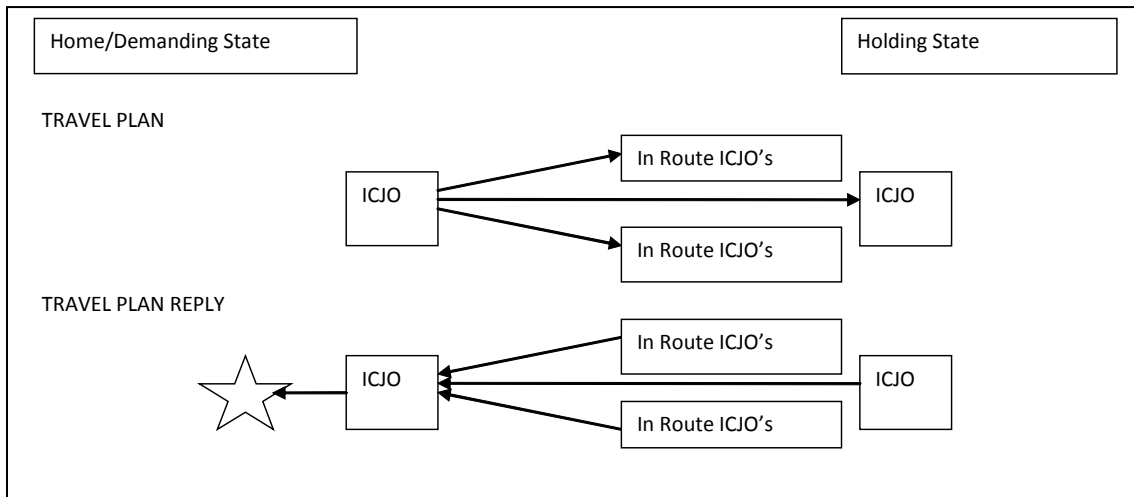 Home/Demanding State
Holding State
TRAVEL PLAN
In Route ICJO’s
ICJO
ICJO
In Route ICJO’s
TRAVEL PLAN REPLY
In Route ICJO’s
ICJO
ICJO
In Route ICJO’s